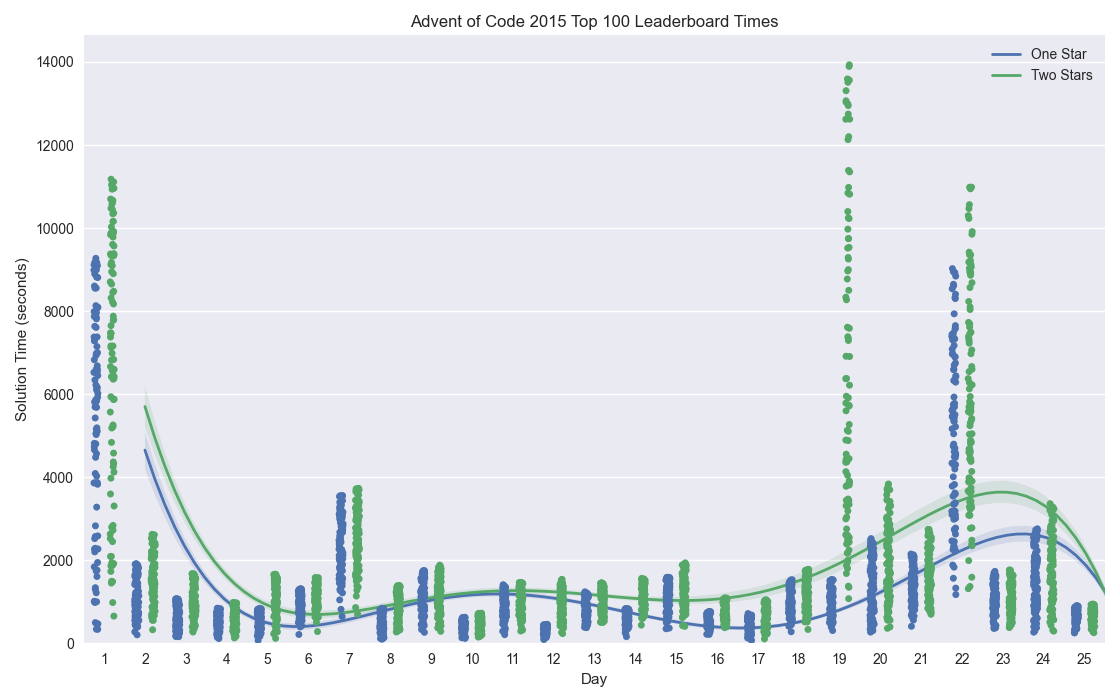 Advent of Code 2015 Top 100 Leaderboard Times
One Star
Two Stars
Solution Time (seconds)
14000
12000
10000
8000
6000
4000
2000
0
1 2 3 4 5 6 7 8 9 10 11 12 13 14 15 16 17 18 19 20 21 22 23 24 25
Day